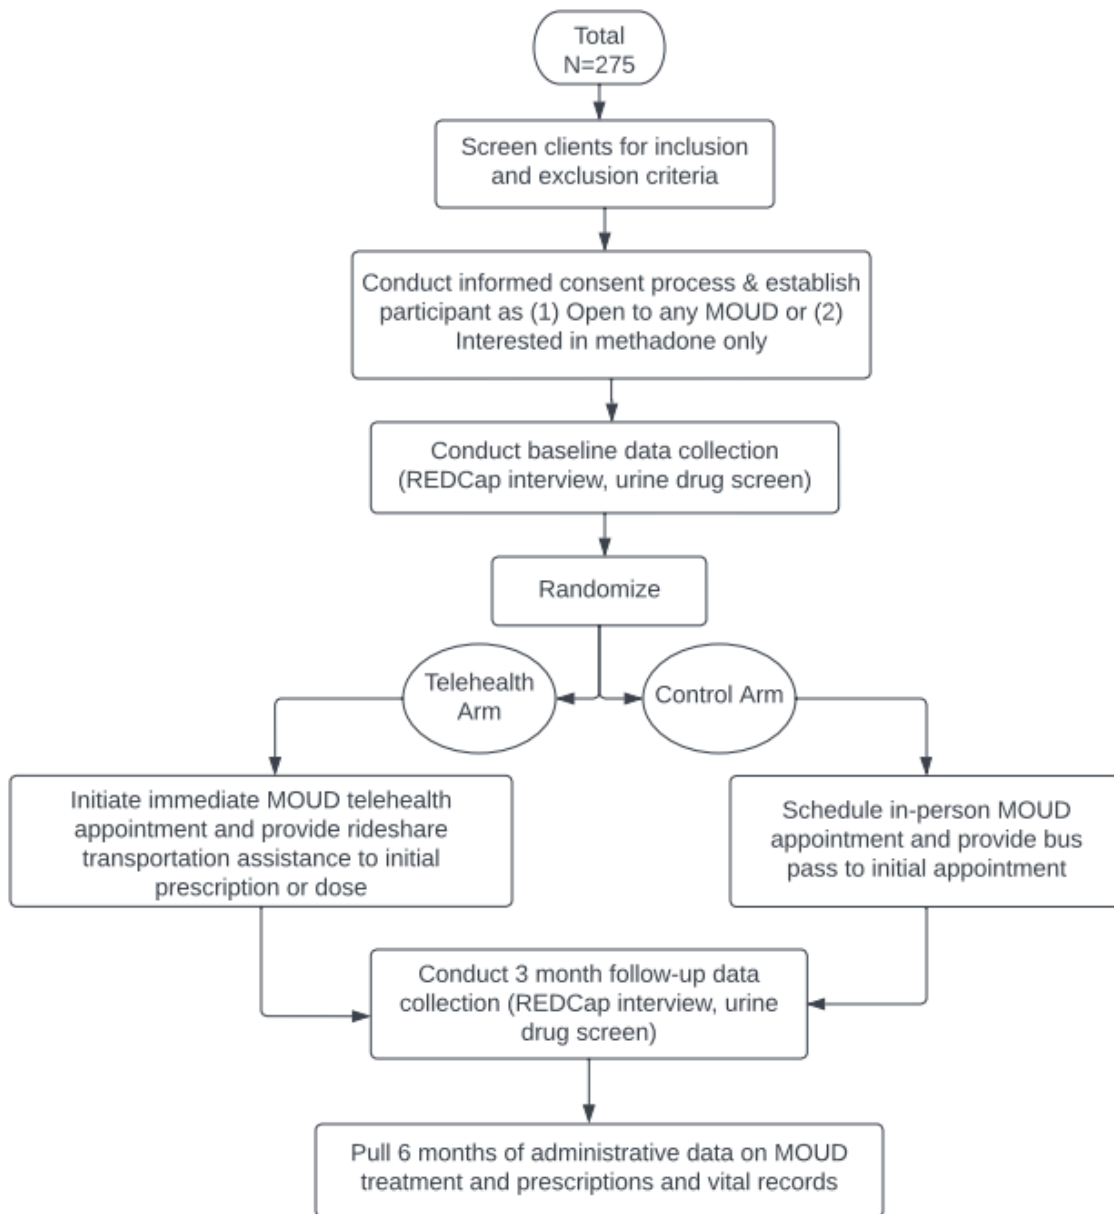 Total
N=275
Screen clients for inclusion
and exclusion criteria
Conduct informed consent process & establish
participant as (1) Open to any MOUD or (2)
Interested in methadone only
Conduct baseline data collection
(REDCap interview, urine drug screen)
Randomize
Telehealth
Arm
Control Arm
Initiate immediate MOUD telehealth
appointment and provide rideshare
transportation assistance to initial
prescription or dose
Schedule in-person MOUD
appointment and provide bus
pass to initial appointment
Conduct 3 month follow-up data
collection (REDCap interview, urine
drug screen)
Pull 6 months of administrative data on MOUD
treatment and prescriptions and vital records